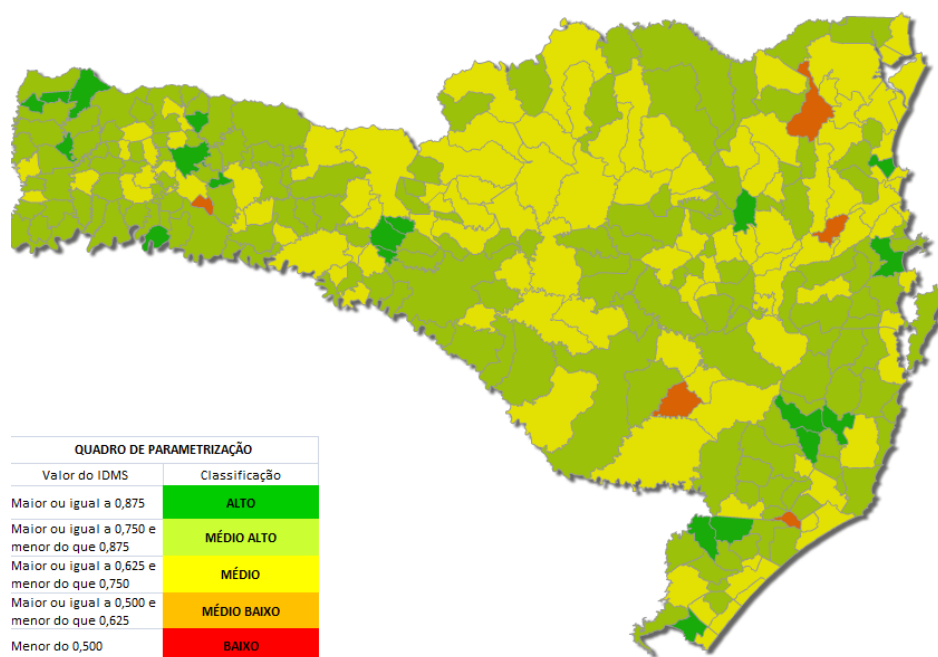 QUADRO DE PARAMETRIZAÇÃO
Valor do IDMS Classificação
Maior ou igual a 0,875 ALTO
Maior ou igual a 0,750 e
menor do que 0,875 MÉDIO ALTO
Maior ou igual a 0,625 e
menor do que 0,750 MÉDIO
Maior ou igual a 0,500 e
menor do que 0,625 MÉDIO BAIXO
Menor do 0,500 BAIXO